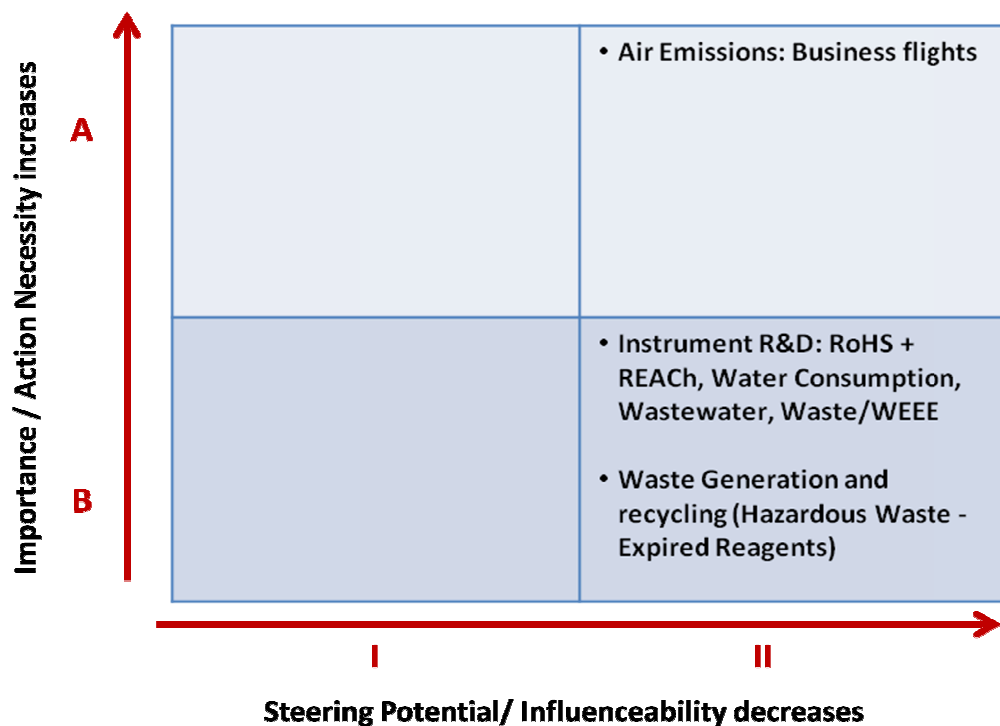 Importance / Action Necessity increases
A
B
• Air Emissions: Business flights
• Instrument R&D: RoHS +
REACh, Water Consumption,
Wastewater, Waste/WEEE
• Waste Generation and
recycling (Hazardous Waste -
Expired Reagents)
I
II
Steering Potential/ Influenceability decreases